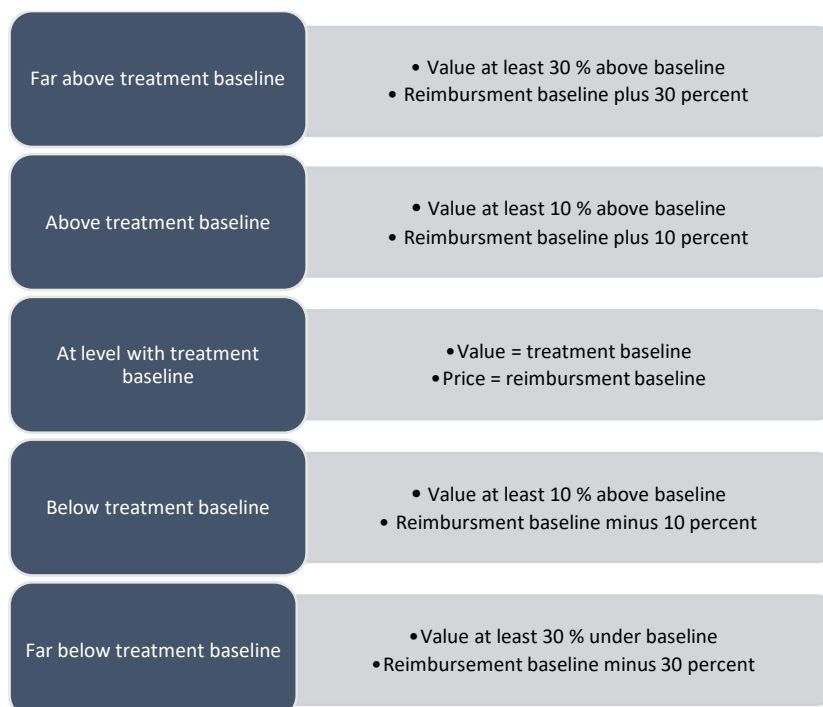 Far above treatment baseline
• Value at least 30 % above baseline
• Reimbursment baseline plus 30 percent
Above treatment baseline
• Value at least 10 % above baseline
• Reimbursment baseline plus 10 percent
At level with treatment
baseline
•Value = treatment baseline
•Price = reimbursment baseline
Below treatment baseline
• Value at least 10 % above baseline
• Reimbursment baseline minus 10 percent
Far below treatment baseline
•Value at least 30 % under baseline
•Reimbursement baseline minus 30 percent